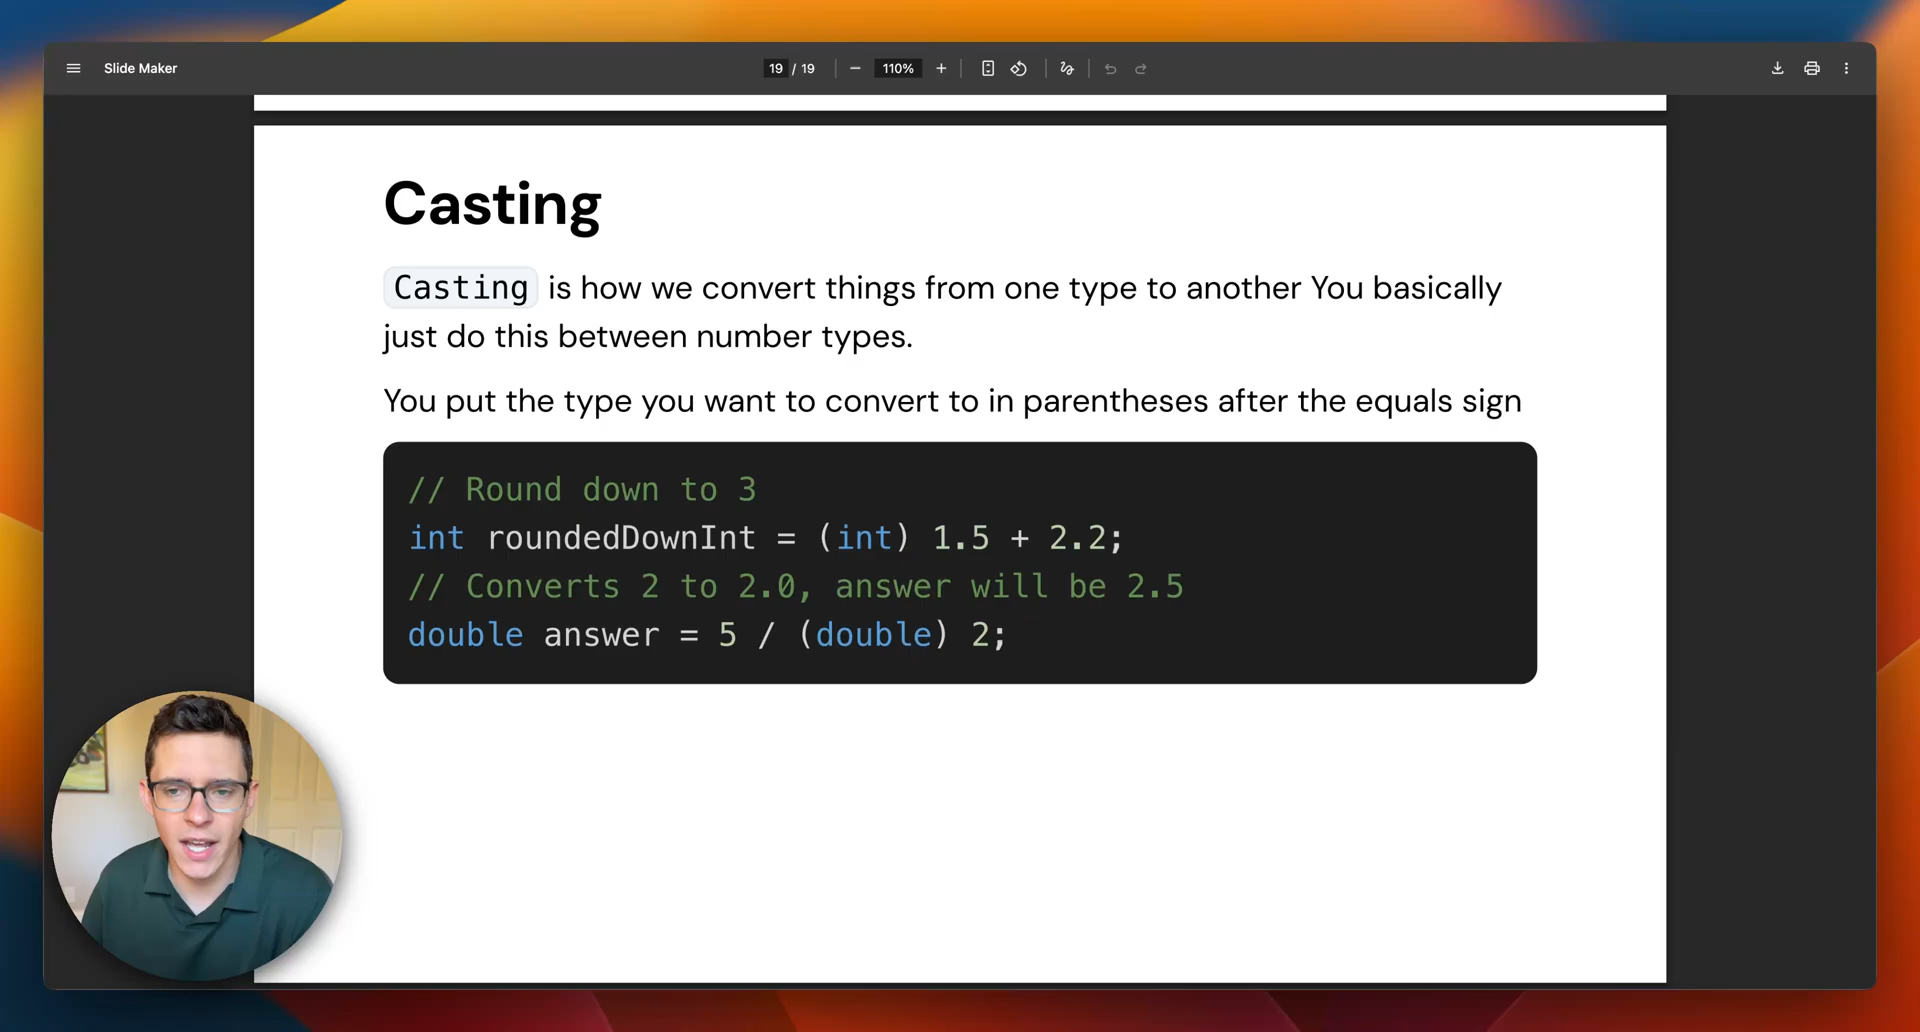 Slide Maker
19 / 19
110%
Casting
Casting is how we convert things from one type to another You basically
just do this between number types.
You put the type you want to convert to in parentheses after the equals sign
// Round down to 3
int roundedDownInt = (int) 1.5 + 2.2;
// Converts 2 to 2.0, answer will be 2.5
double answer = 5 / (double) 2;